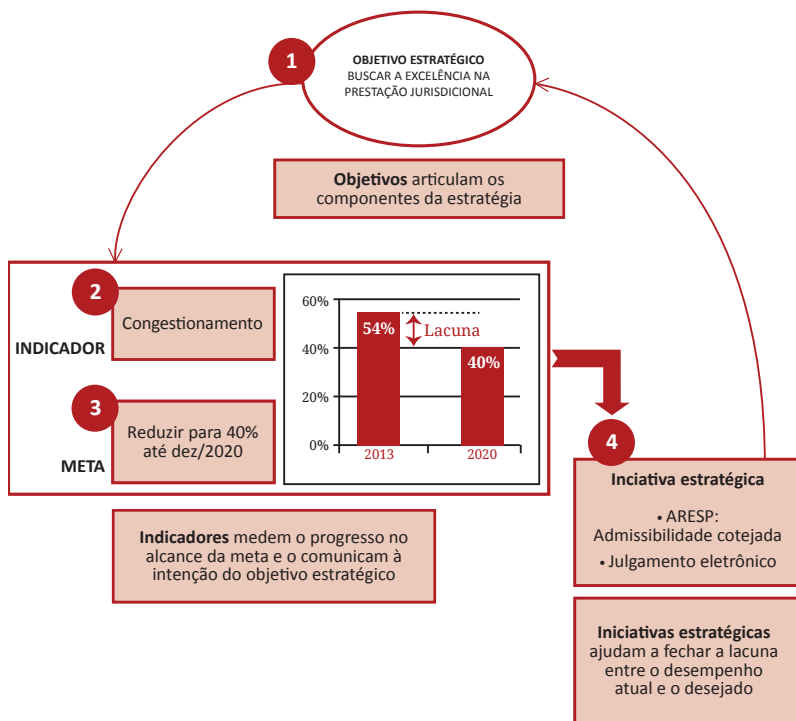 1
OBJETIVO ESTRATÉGICO
BUSCAR A EXCELÊNCIA NA
PRESTAÇÃO JURISDICIONAL
Objetivos articulam os
componentes da estratégia
2
Congestionamento
INDICADOR
3
Reduzir para 40%
até dez/2020
META
60%
40%
20%
0%
54%
Lacuna
40%
2013
2020
4
Inciativa estratégica
• ARESP:
Admissibilidade cotejada
• Julgamento eletrônico
Indicadores medem o progresso no
alcance da meta e o comunicam à
intenção do objetivo estratégico
Iniciativas estratégicas
ajudam a fechar a lacuna
entre o desempenho
atual e o desejado